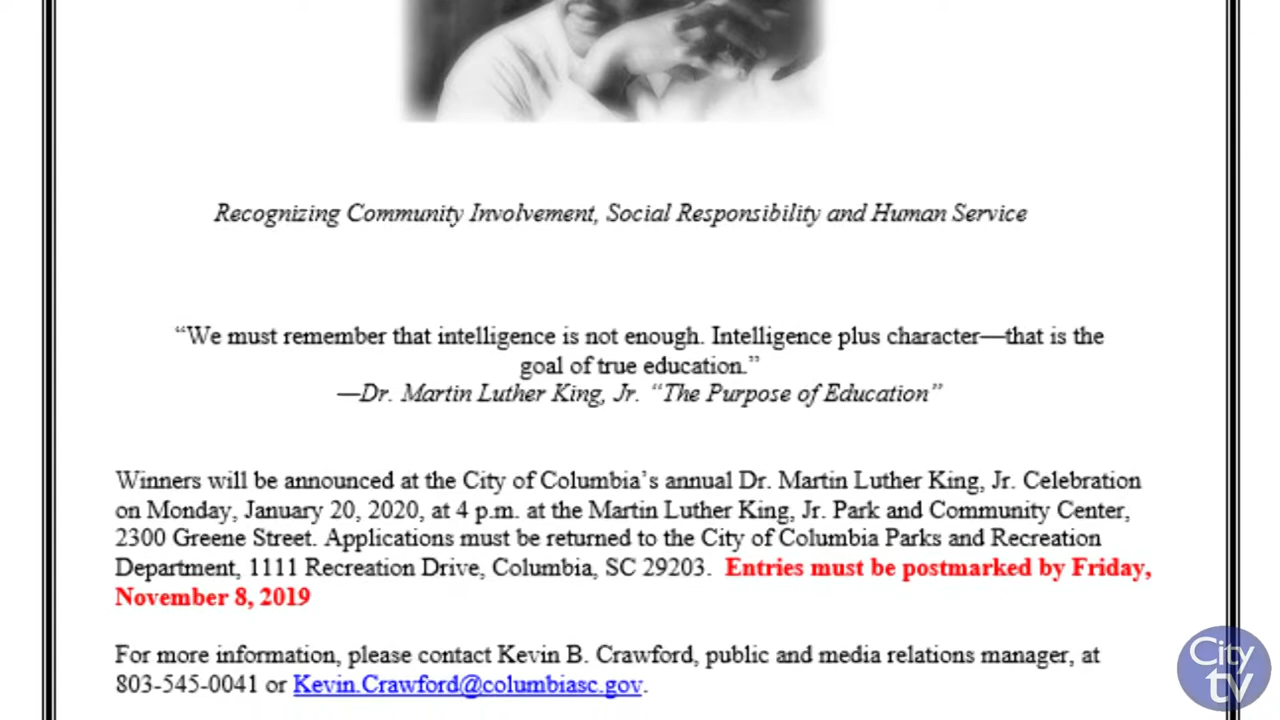 Recognizing Community Involvement, Social Responsibility and Human Service
“We must remember that intelligence is not enough. Intelligence plus character—that is the
goal of true education.”
—Dr. Martin Luther King, Jr. “The Purpose of Education”
Winners will be announced at the City of Columbia’s annual Dr. Martin Luther King, Jr. Celebration
on Monday, January 20, 2020, at 4 p.m. at the Martin Luther King, Jr. Park and Community Center,
2300 Greene Street. Applications must be returned to the City of Columbia Parks and Recreation
Department, 1111 Recreation Drive, Columbia, SC 29203. Entries must be postmarked by Friday,
November 8, 2019
For more information, please contact Kevin B. Crawford, public and media relations manager, at
803-545-0041 or Kevin.Crawford@columbiasc.gov.
City
tv